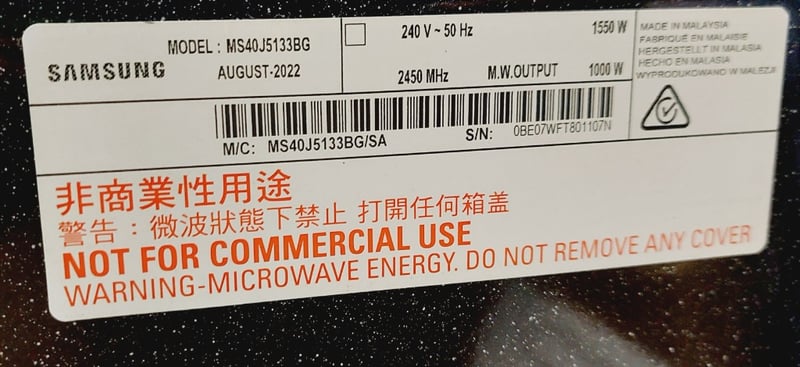 SAMSUNG
MODEL : MS40J5133BG
AUGUST-2022
240 V ~ 50 Hz
1550 W
2450 MHz
M.W.OUTPUT
1000 W
MADE IN MALAYSIA
FABRIQUÉ EN MALAISIE
HERGESTELLT IN MALASIA
HECHO EN MALASIA
WYPRODUKOWANO W MALEZJI
M/C: MS40J5133BG/SA
S/N: 0BE07WFT801107N
非商業性用途
警告：微波狀態下禁止 打開任何箱盖
NOT FOR COMMERCIAL USE
WARNING-MICROWAVE ENERGY. DO NOT REMOVE ANY COVER